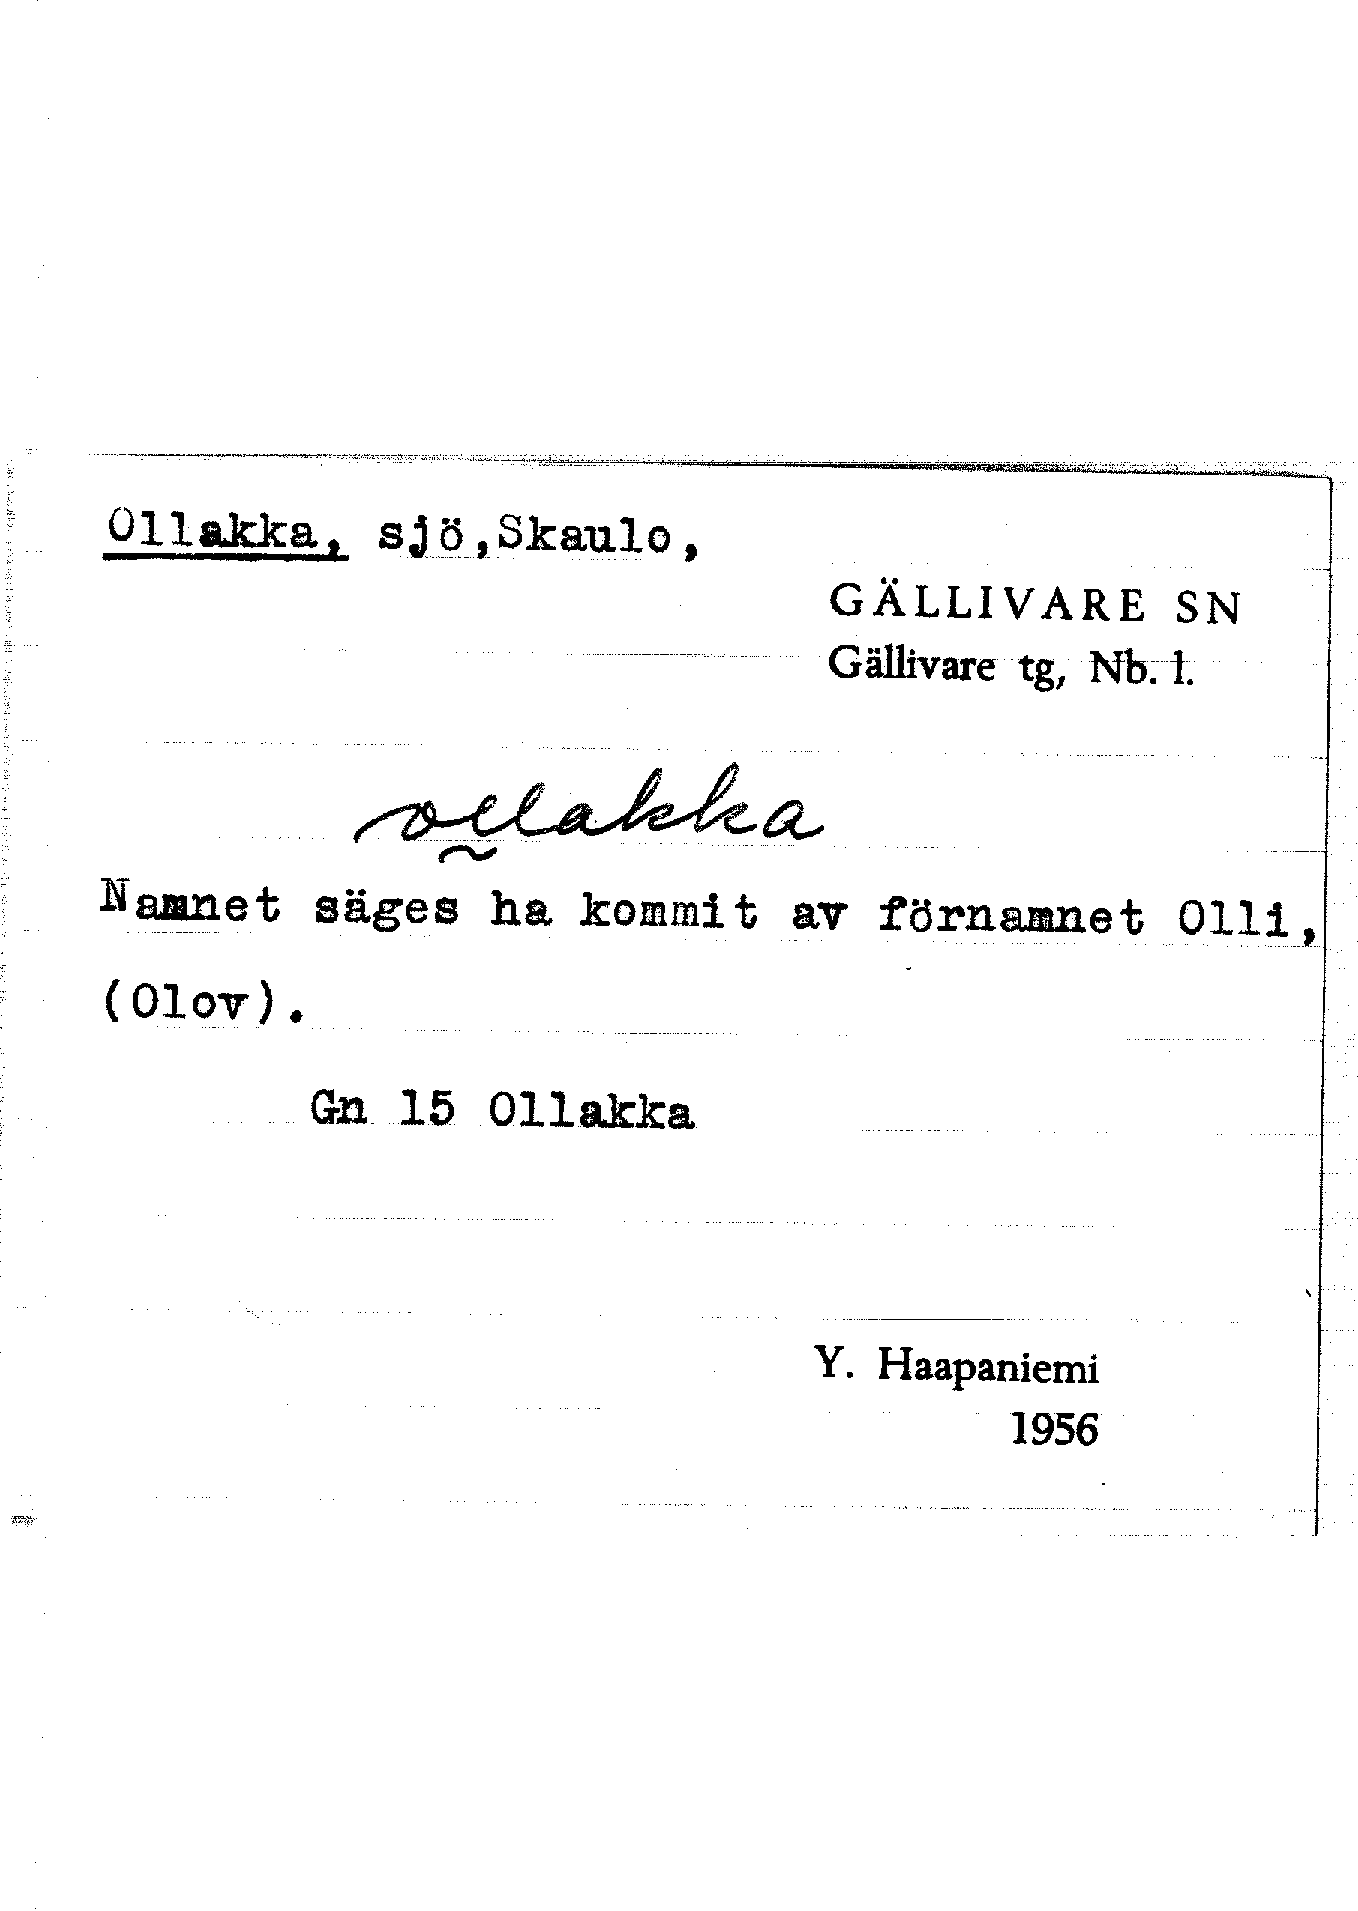 Ollakka, sjö,Skaulo,
GÄLLIVARE SN
Gällivare tg, Nb. l.
ollakka
Namnet säges ha kommit av förnamnet Olli,
(Olov).
Gn 15 Ollakka
Y. Haapaniemi
1956